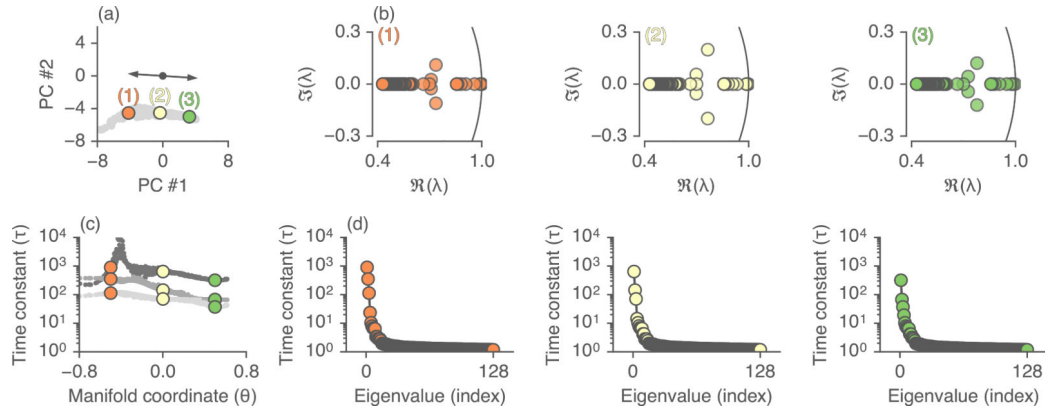 (a)
PC #2
4
0
−4
−8
(1) (2) (3)
−8 0 8
PC #1
(b)
(1)
ℑ(λ)
0.3
0.0
−0.3
0.4 1.0
ℜ(λ)
(2)
ℑ(λ)
0.3
0.0
−0.3
0.4 1.0
ℜ(λ)
(3)
ℑ(λ)
0.3
0.0
−0.3
0.4 1.0
ℜ(λ)
(c)
Time constant (τ)
10⁴
10³
10²
10¹
10⁰
−0.8 0.0 0.8
Manifold coordinate (θ)
(d)
Time constant (τ)
10⁴
10³
10²
10¹
10⁰
0 128
Eigenvalue (index)
Time constant (τ)
10⁴
10³
10²
10¹
10⁰
0 128
Eigenvalue (index)
Time constant (τ)
10⁴
10³
10²
10¹
10⁰
0 128
Eigenvalue (index)